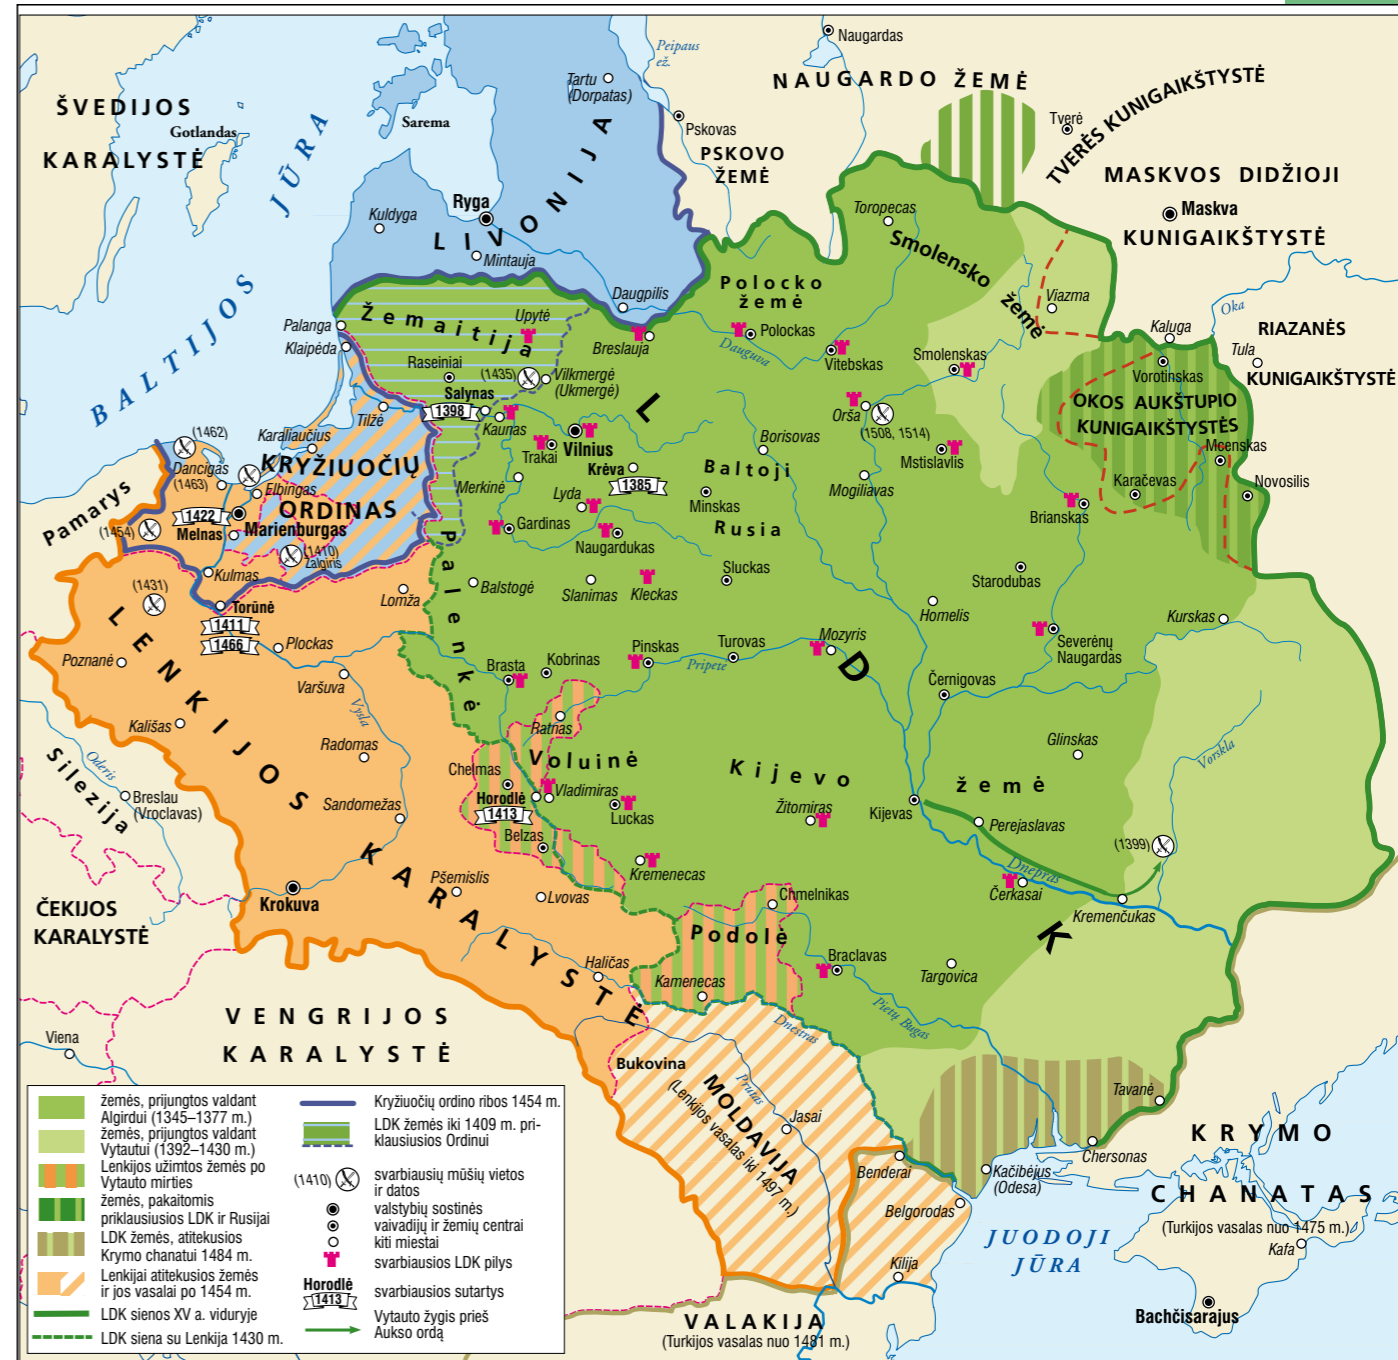 Naugardas
Peipaus
ež.
NAUGARDO ŽEMĖ
Tartu
(Dorpatas)
ŠVEDIJOS
KARALYSTĖ
Gotlandas
Sarema
Pskovas
PSKOVO
ŽEMĖ
Tverė
TVERĖS KUNIGAIKŠTYSTĖ
MASKVOS DIDŽIOJI
Maskva
KUNIGAIKŠTYSTĖ
BALTIJOS JŪRA
Ryga
Kuldyga
LIVONIJA
Mintauja
Daugpilis
Toropecas
Smolensko žemė
Polocko
žemė
Viazma
Oka
Kaluga
RIAZANĖS
Tula
KUNIGAIKŠTYSTĖ
Palanga
Klaipėda
Žemaitija
Upytė
Breslauja
Polockas
Dauguva
Vitebskas
Smolenskas
Vorotinskas
OKOS AUKŠTUPIO
KUNIGAIKŠTYSTĖS
Raseiniai
(1435)
Vilkmergė
(Ukmergė)
Salynas
1398
Kaunas
Tilžė
Vilnius
Trakai
LDK
Orša
(1508, 1514)
Borisovas
Mstislavlis
Mcenskas
Karačevas
Novosilis
(1462)
Dancigas
(1463)
Karaliaučius
KRYŽIUOČIŲ
ORDINAS
Elbingas
Marienburgas
1422
Melnas
Pamarys
(1454)
(1410)
Žalgiris
Merkinė
Krėva
1385
Baltoji
Rusia
Lyda
Minskas
Mogiliavas
Gardinas
Naugardukas
Brianskas
Kulmas
(1431)
Torūnė
1411
1466
Lomža
Palenkė
Balstogė
Slanimas
Kleckas
Sluckas
Starodubas
Homelis
Kurskas
LENKIJOS KARALYSTĖ
Poznanė
Plockas
Varšuva
Vysla
Brasta
Kobrinas
Pinskas
Pripetė
Turovas
Mozyris
Severėnų
Naugardas
Černigovas
Kališas
Radomas
Ratnas
Silezija
Oderis
Breslau
(Vroclavas)
Sandomežas
Chelmas
Voluinė
Horodlė
1413
Vladimiras
Luckas
Belzas
Kijevo žemė
Žitomiras
Kijevas
Glinskas
Vorskla
Perejaslavas
(1399)
Krokuva
Pšemislis
Lvovas
Kremenecas
Dnepras
Čerkasai
Kremenčukas
ČEKIJOS
KARALYSTĖ
Chmelnikas
Podolė
Haličas
Kamenecas
Braclavas
Targovica
Pietų Bugas
Dnestras
VENGRIJOS
KARALYSTĖ
Viena
Bukovina
MOLDAVIJA
(Lenkijos vasalas iki 1497 m.)
Prutas
Jasai
Tavanė
Chersonas
Benderai
Kačibėjus
(Odesa)
Belgorodas
Kilija
KRYMO
CHANATAS
(Turkijos vasalas nuo 1475 m.)
Kafa
Bachčisarajus
JUODOJI
JŪRA
VALAKIJA
(Turkijos vasalas nuo 1481 m.)
žemės, prijungtos valdant
Algirdui (1345–1377 m.)
žemės, prijungtos valdant
Vytautui (1392–1430 m.)
Lenkijos užimtos žemės po
Vytauto mirties
žemės, pakaitomis
priklausiusios LDK ir Rusijai
LDK žemės, atitekusios
Krymo chanatui 1484 m.
Lenkijai atitekusios žemės
ir jos vasalai po 1454 m.
LDK sienos XV a. viduryje
LDK siena su Lenkija 1430 m.
Kryžiuočių ordino ribos 1454 m.
LDK žemės iki 1409 m. pri-
klausiusios Ordinui
(1410) svarbiausių mūšių vietos
ir datos
valstybių sostinės
vaivadijų ir žemių centrai
kiti miestai
svarbiausios LDK pilys
Horodlė
1413
svarbiausios sutartys
Vytauto žygis prieš
Aukso ordą